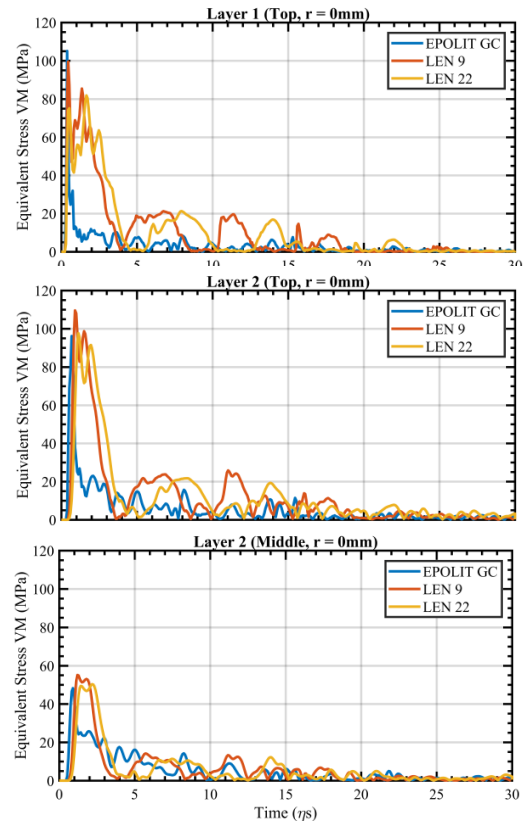 Layer 1 (Top, r = 0mm)
Equivalent Stress VM (MPa)
120
100
80
60
40
20
0
EPOLIT GC
LEN 9
LEN 22
0 5 10 15 20 25 30
Layer 2 (Top, r = 0mm)
Equivalent Stress VM (MPa)
120
100
80
60
40
20
0
EPOLIT GC
LEN 9
LEN 22
0 5 10 15 20 25 30
Layer 2 (Middle, r = 0mm)
Equivalent Stress VM (MPa)
120
100
80
60
40
20
0
EPOLIT GC
LEN 9
LEN 22
0 5 10 15 20 25 30
Time (ηs)